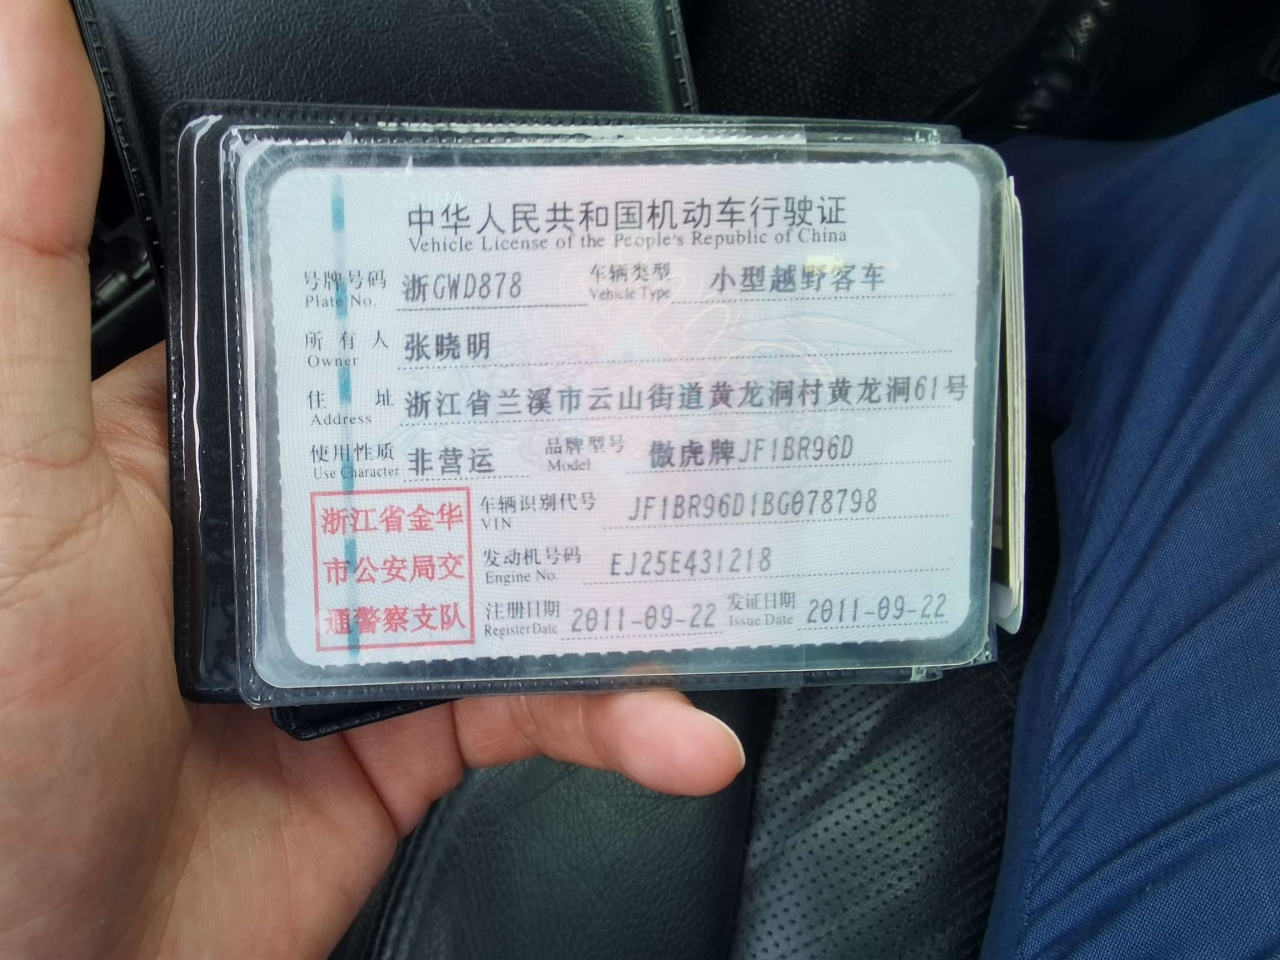 中华人民共和国机动车行驶证
Vehicle License of the People's Republic of China
号牌号码 浙GWD878 车辆类型 小型越野客车
Plate No. Vehicle Type
所有人 张晓明
Owner
住址 浙江省兰溪市云山街道黄龙洞村黄龙洞61号
Address
使用性质 非营运 品牌型号 傲虎牌JF1BR96D
Use Character Model
浙江省金华
市公安局交
通警察支队
车辆识别代号 JF1BR96D1BG078798
VIN
发动机号码 EJ25E431218
Engine No.
注册日期 2011-09-22 发证日期 2011-09-22
Register Date Issue Date